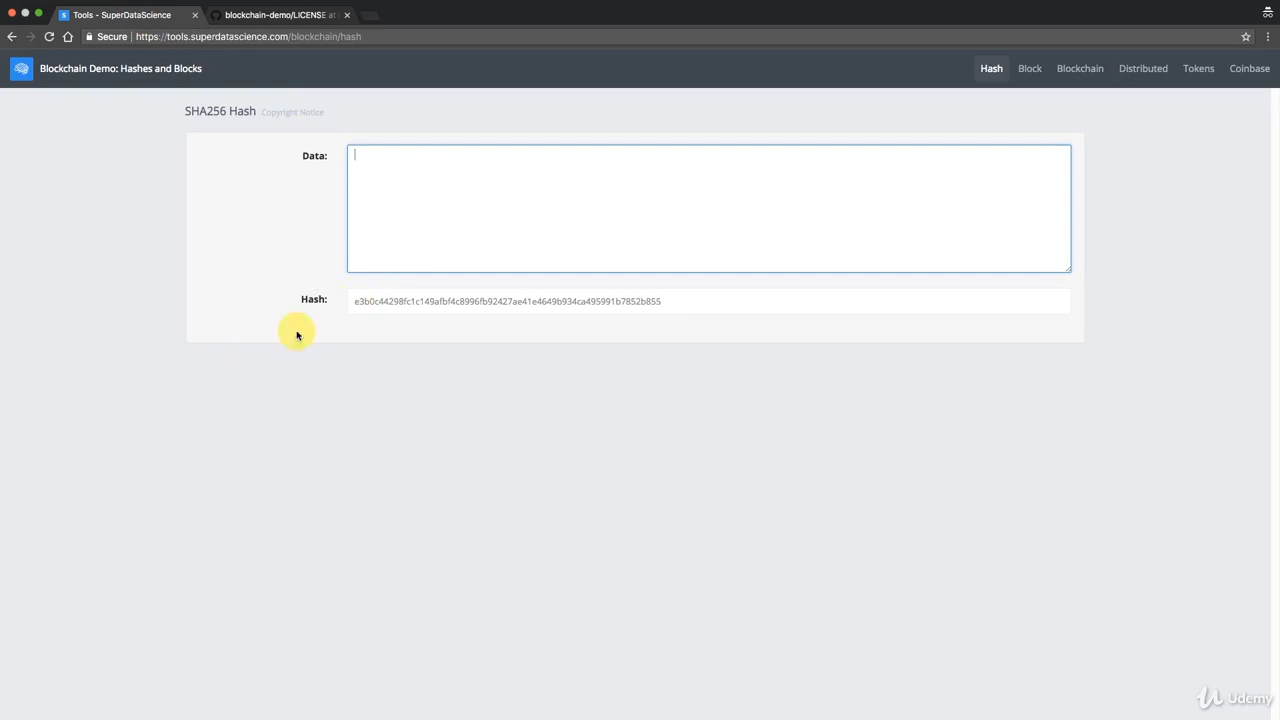 Tools - SuperDataScience
blockchain-demo/LICENSE at
Secure | https://tools.superdatascience.com/blockchain/hash
Blockchain Demo: Hashes and Blocks
Hash Block Blockchain Distributed Tokens Coinbase
SHA256 Hash Copyright Notice
Data:
Hash: e3b0c44298fc1c149afbf4c8996fb92427ae41e4649b934ca495991b7852b855
Udemy